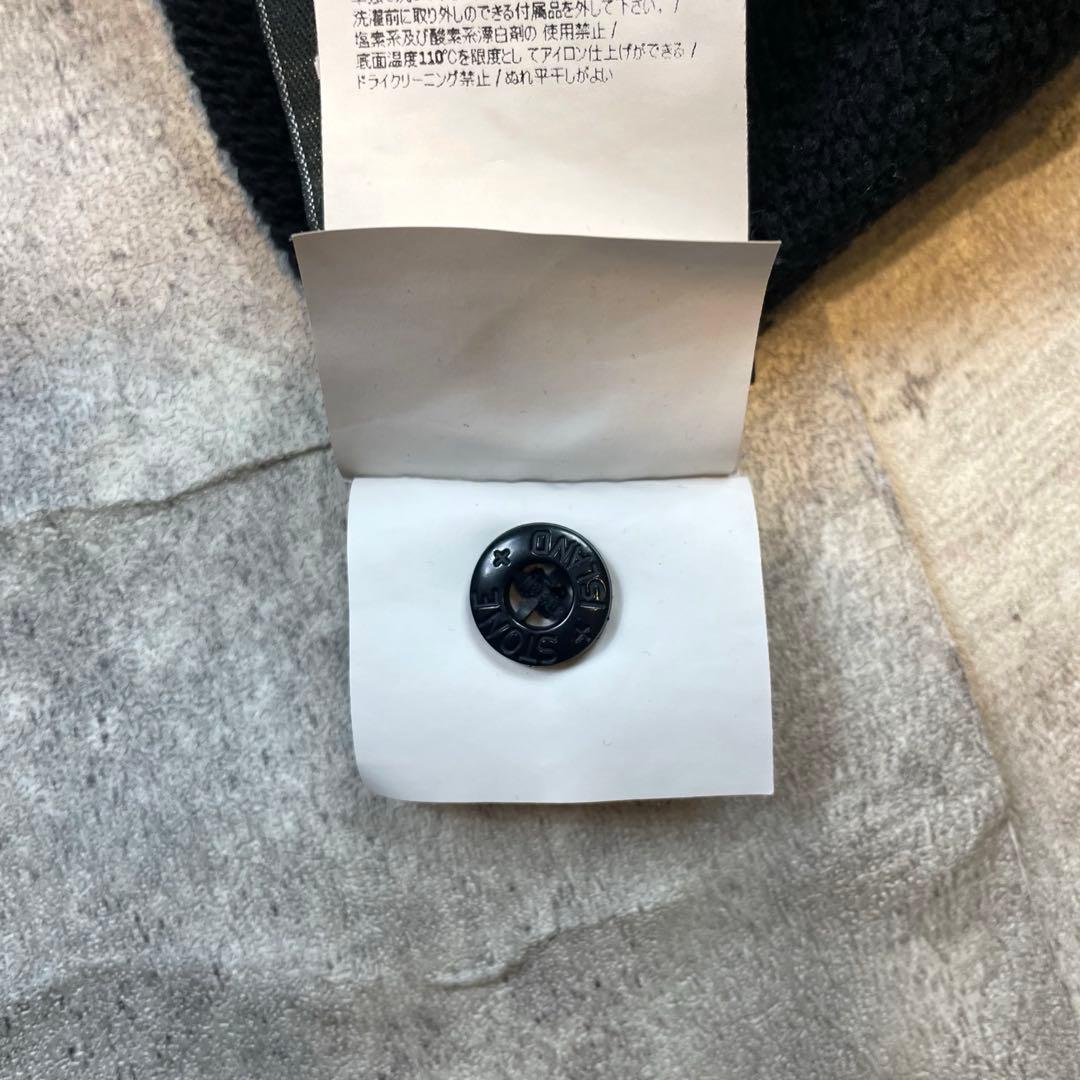 洗濯前に取り外しのできる付属品を外して下さい。/
塩素系及び酸素系漂白剤の 使用禁止 /
底面温度110℃を限度としてアイロン仕上げができる /
ドライクリーニング禁止 / ぬれ平干しがよい
STONE
ISLAND